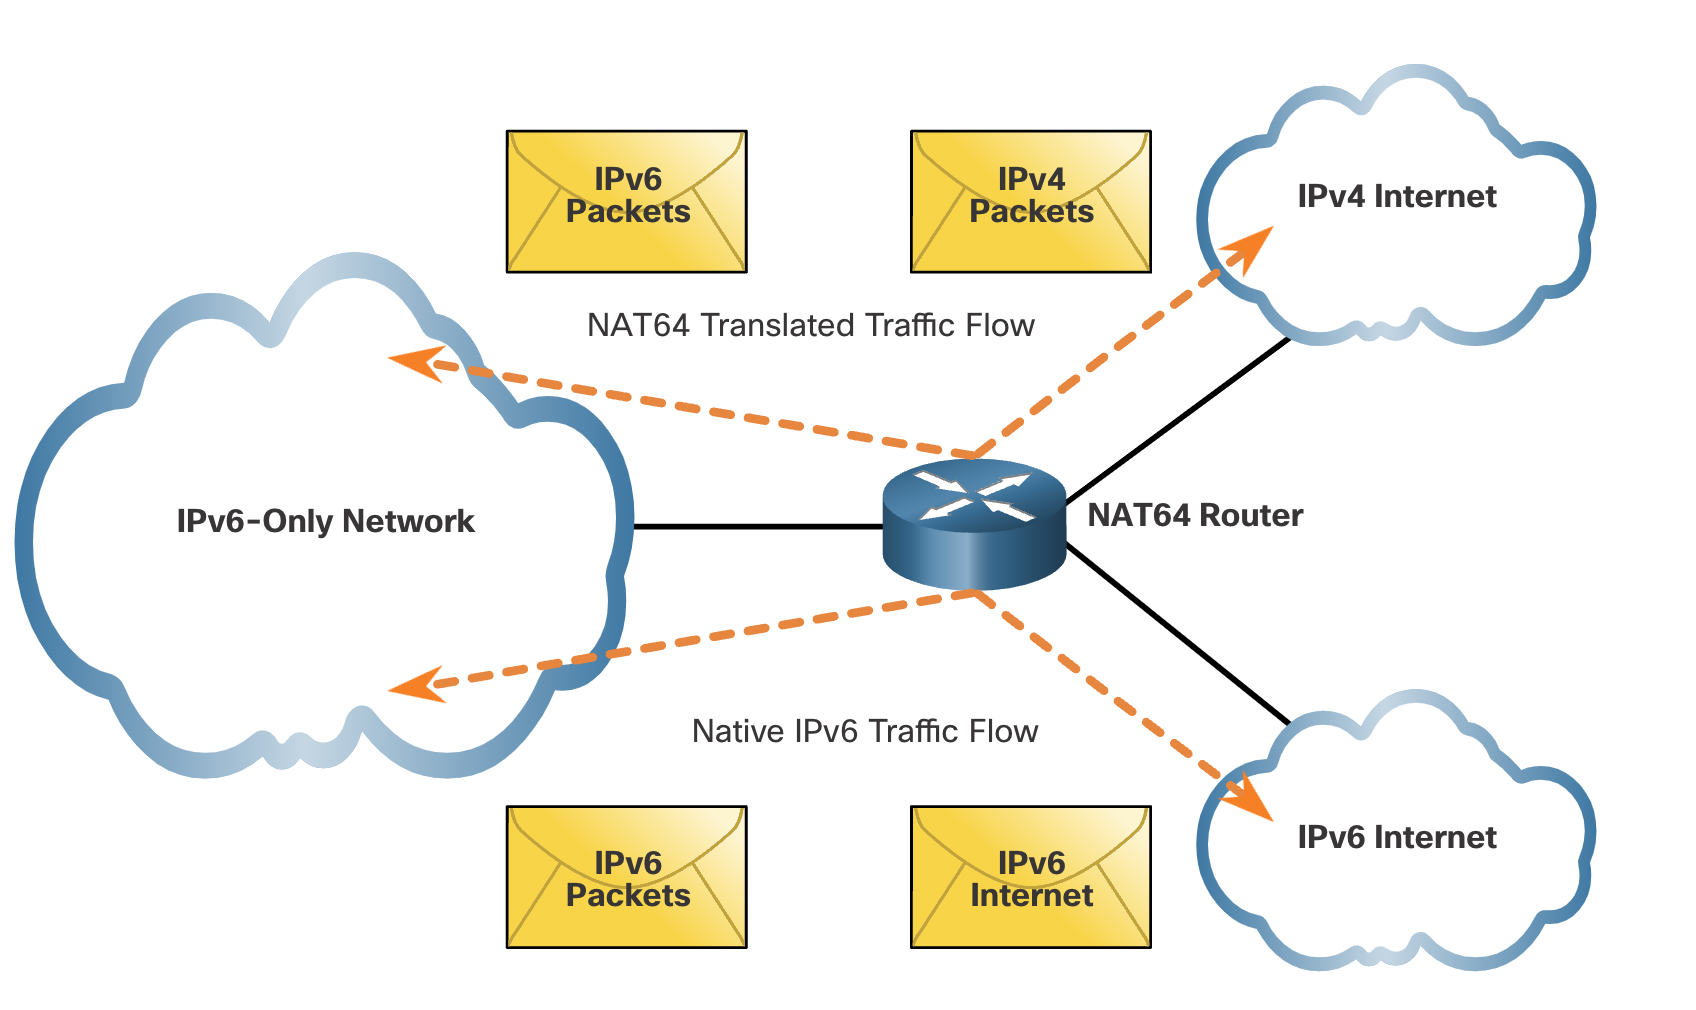 IPv6
Packets
IPv4
Packets
IPv4 Internet
NAT64 Translated Traffic Flow
IPv6-Only Network
NAT64 Router
Native IPv6 Traffic Flow
IPv6
Packets
IPv6
Internet
IPv6 Internet